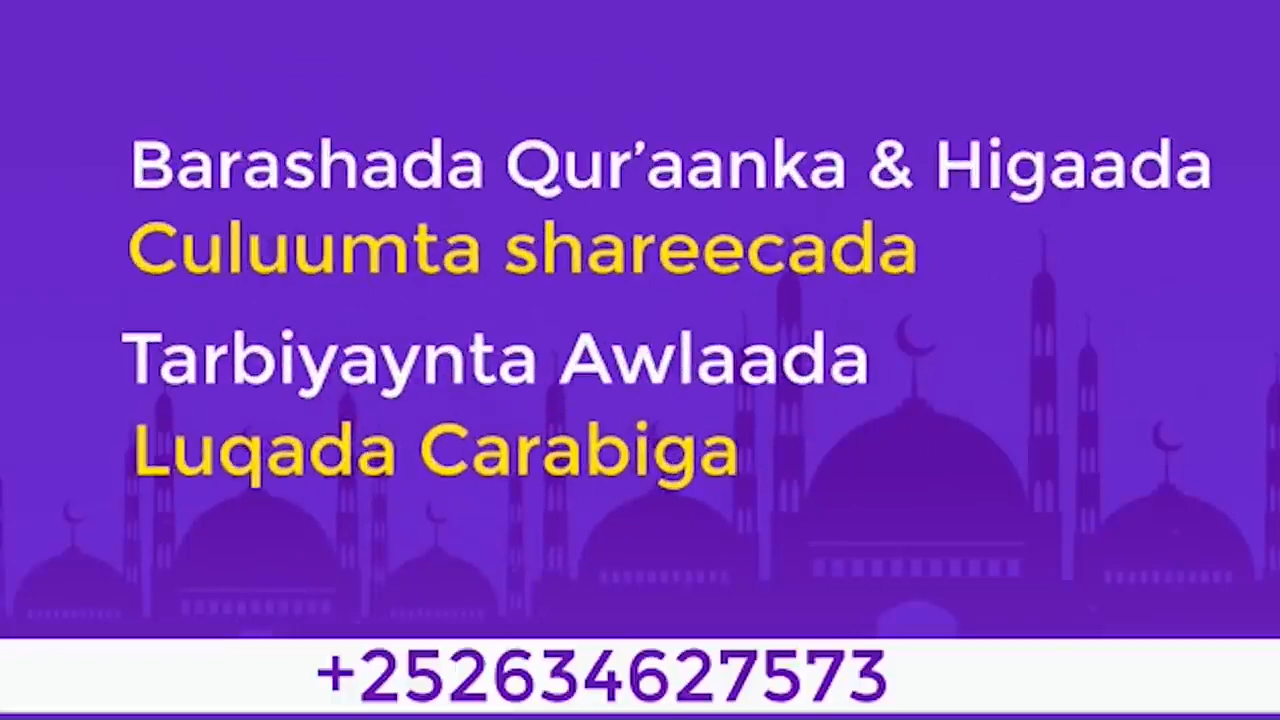 Barashada Qur’aanka & Higaada
Culuumta shareecada
Tarbiyaynta Awlaada
Luqada Carabiga
+252634627573